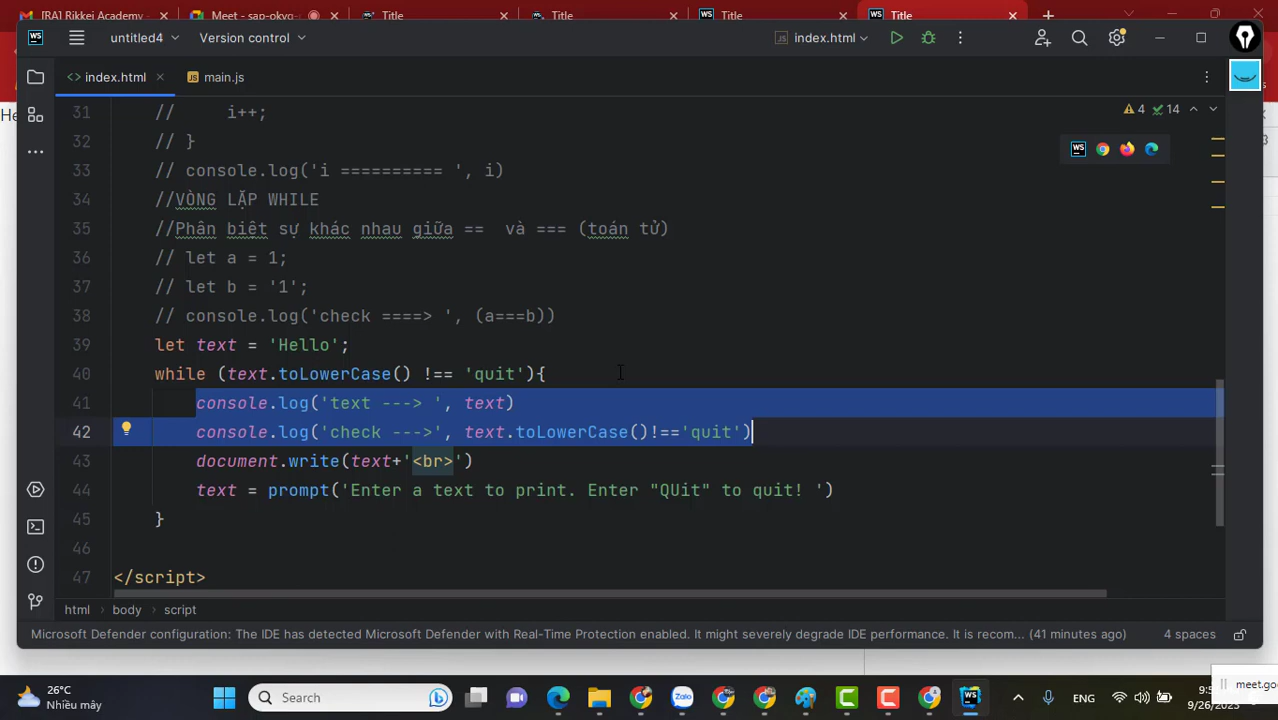 [RA] Rikkei Academy
Meet - sap-okyq-
Title
Title
Title
Title
untitled4
Version control
index.html
index.html
main.js
31 // i++;
4 14
32 // }
33 // console.log('i ========== ', i)
34 //VÒNG LẶP WHILE
35 //Phân biệt sự khác nhau giữa == và === (toán tử)
36 // let a = 1;
37 // let b = '1';
38 // console.log('check ====> ', (a===b))
39 let text = 'Hello';
40 while (text.toLowerCase() !== 'quit'){
41 console.log('text ---> ', text)
42 console.log('check --->', text.toLowerCase()!=='quit')
43 document.write(text+'<br>')
44 text = prompt('Enter a text to print. Enter "QUit" to quit! ')
45 }
46
47 </script>
html > body > script
Microsoft Defender configuration: The IDE has detected Microsoft Defender with Real-Time Protection enabled. It might severely degrade IDE performance. It is recom... (41 minutes ago)
4 spaces
meet.go
26°C
Nhiều mây
Search
ENG